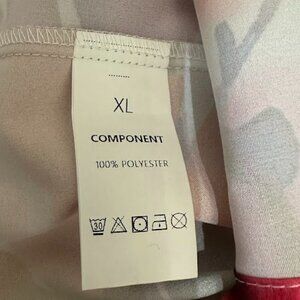 XL
COMPONENT
100% POLYESTER
30